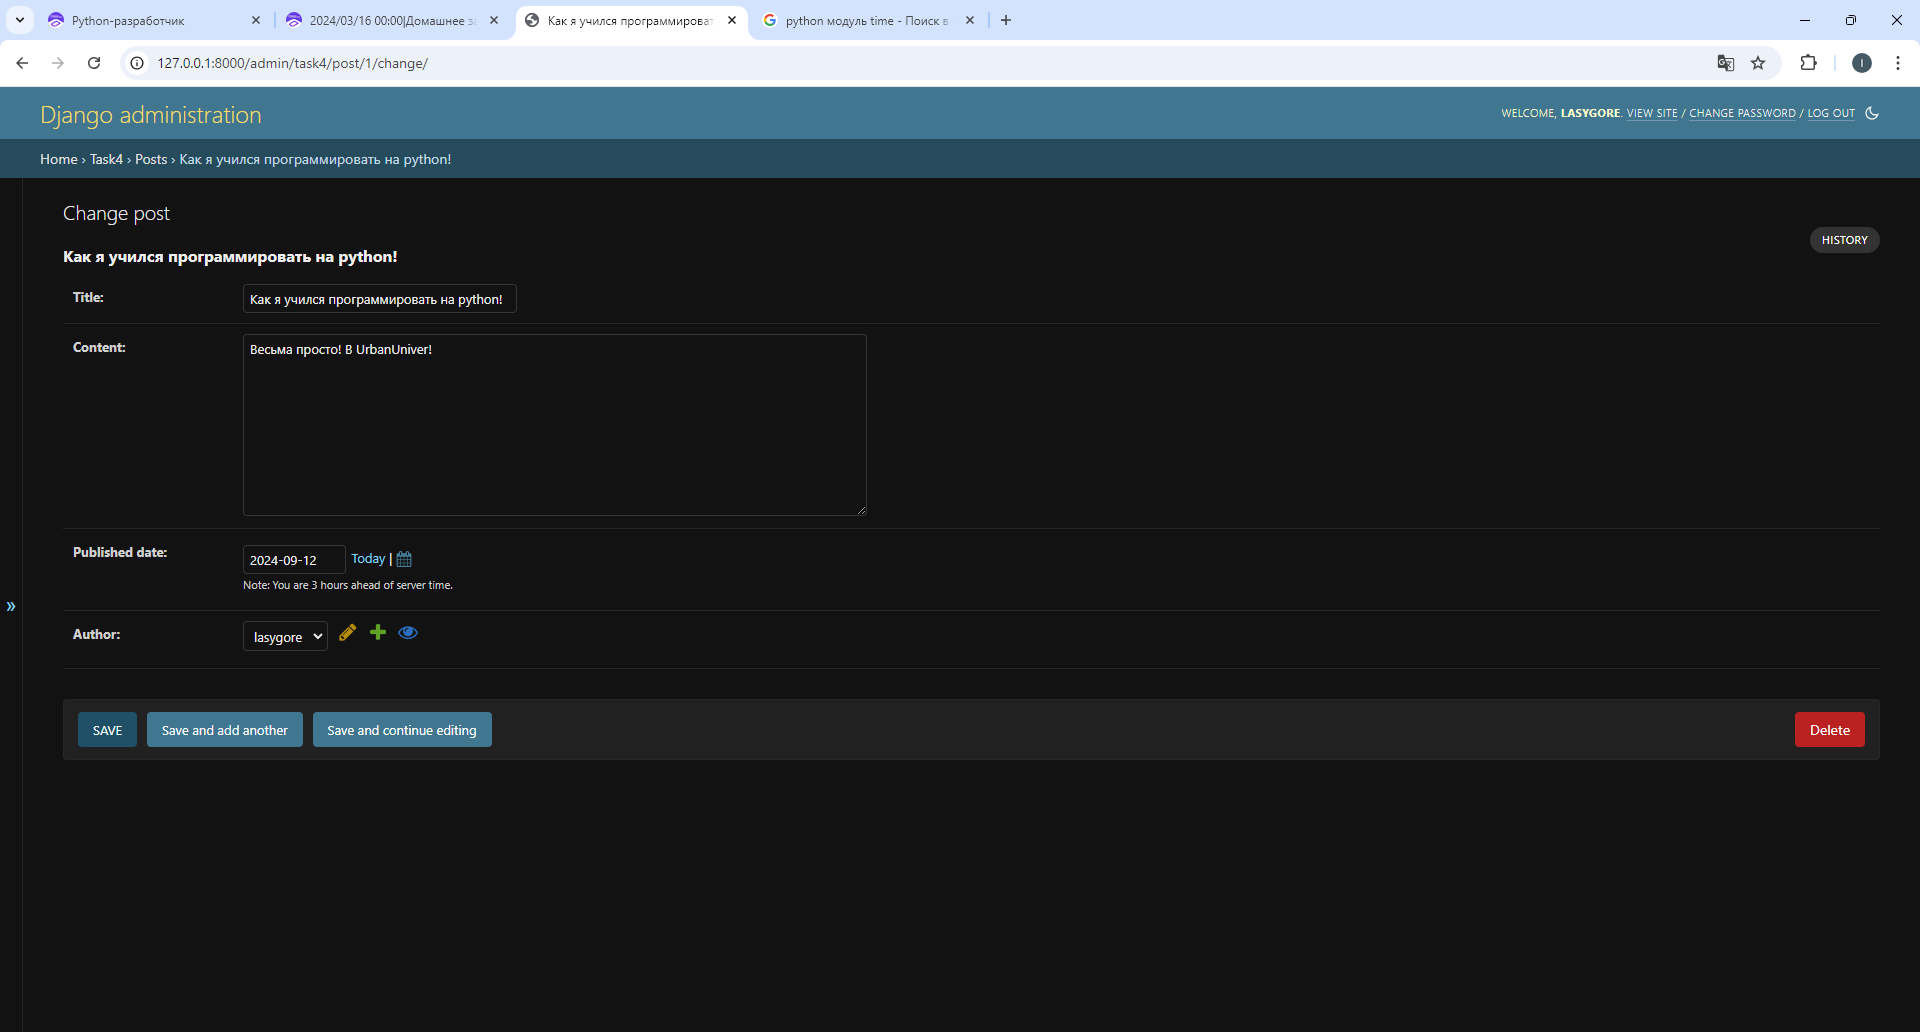 Python-разработчик
2024/03/16 00:00|Домашнее за
Как я учился программироват
python модуль time - Поиск в
127.0.0.1:8000/admin/task4/post/1/change/
I
Django administration
WELCOME, LASYGORE. VIEW SITE / CHANGE PASSWORD / LOG OUT
Home › Task4 › Posts › Как я учился программировать на python!
Change post
HISTORY
Как я учился программировать на python!
Title:
Как я учился программировать на python!
Content:
Весьма просто! В UrbanUniver!
Published date:
2024-09-12
Today |
Note: You are 3 hours ahead of server time.
»
Author:
lasygore
SAVE
Save and add another
Save and continue editing
Delete